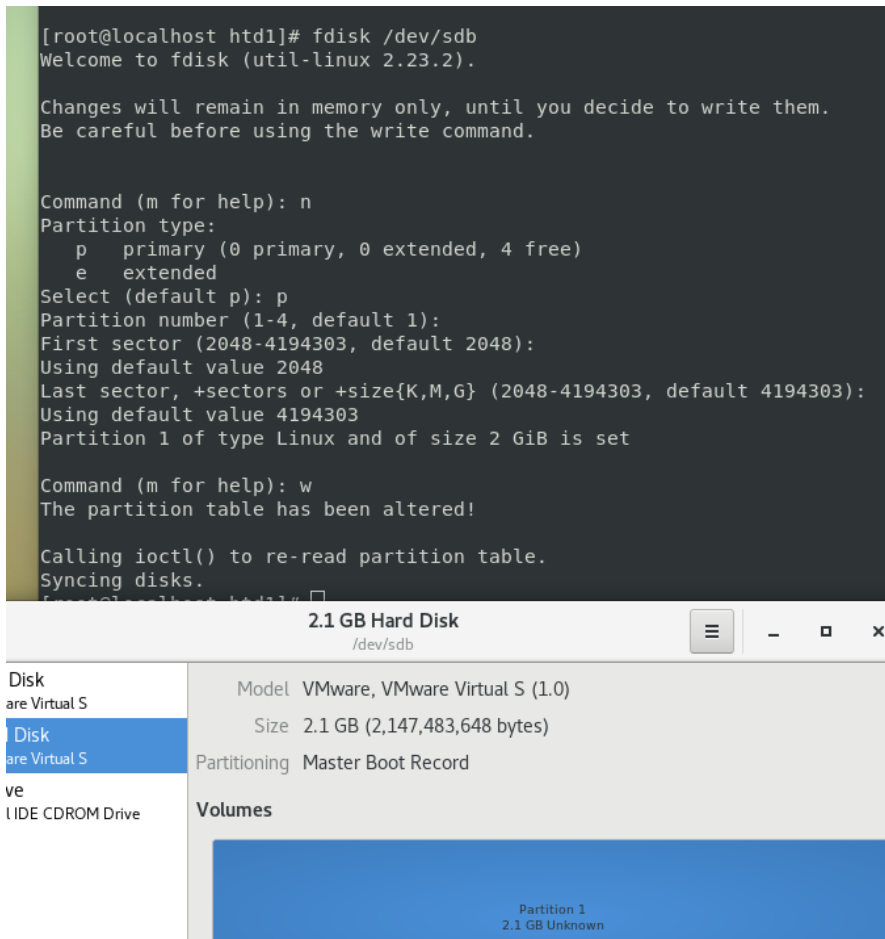 [root@localhost htd1]# fdisk /dev/sdb
Welcome to fdisk (util-linux 2.23.2).
Changes will remain in memory only, until you decide to write them.
Be careful before using the write command.
Command (m for help): n
Partition type:
   p   primary (0 primary, 0 extended, 4 free)
   e   extended
Select (default p): p
Partition number (1-4, default 1):
First sector (2048-4194303, default 2048):
Using default value 2048
Last sector, +sectors or +size{K,M,G} (2048-4194303, default 4194303):
Using default value 4194303
Partition 1 of type Linux and of size 2 GiB is set
Command (m for help): w
The partition table has been altered!
Calling ioctl() to re-read partition table.
Syncing disks.
[root@localhost htd1]#
2.1 GB Hard Disk
/dev/sdb
Disk
are Virtual S
Disk
are Virtual S
ve
l IDE CDROM Drive
Model VMware, VMware Virtual S (1.0)
Size 2.1 GB (2,147,483,648 bytes)
Partitioning Master Boot Record
Volumes
Partition 1
2.1 GB Unknown